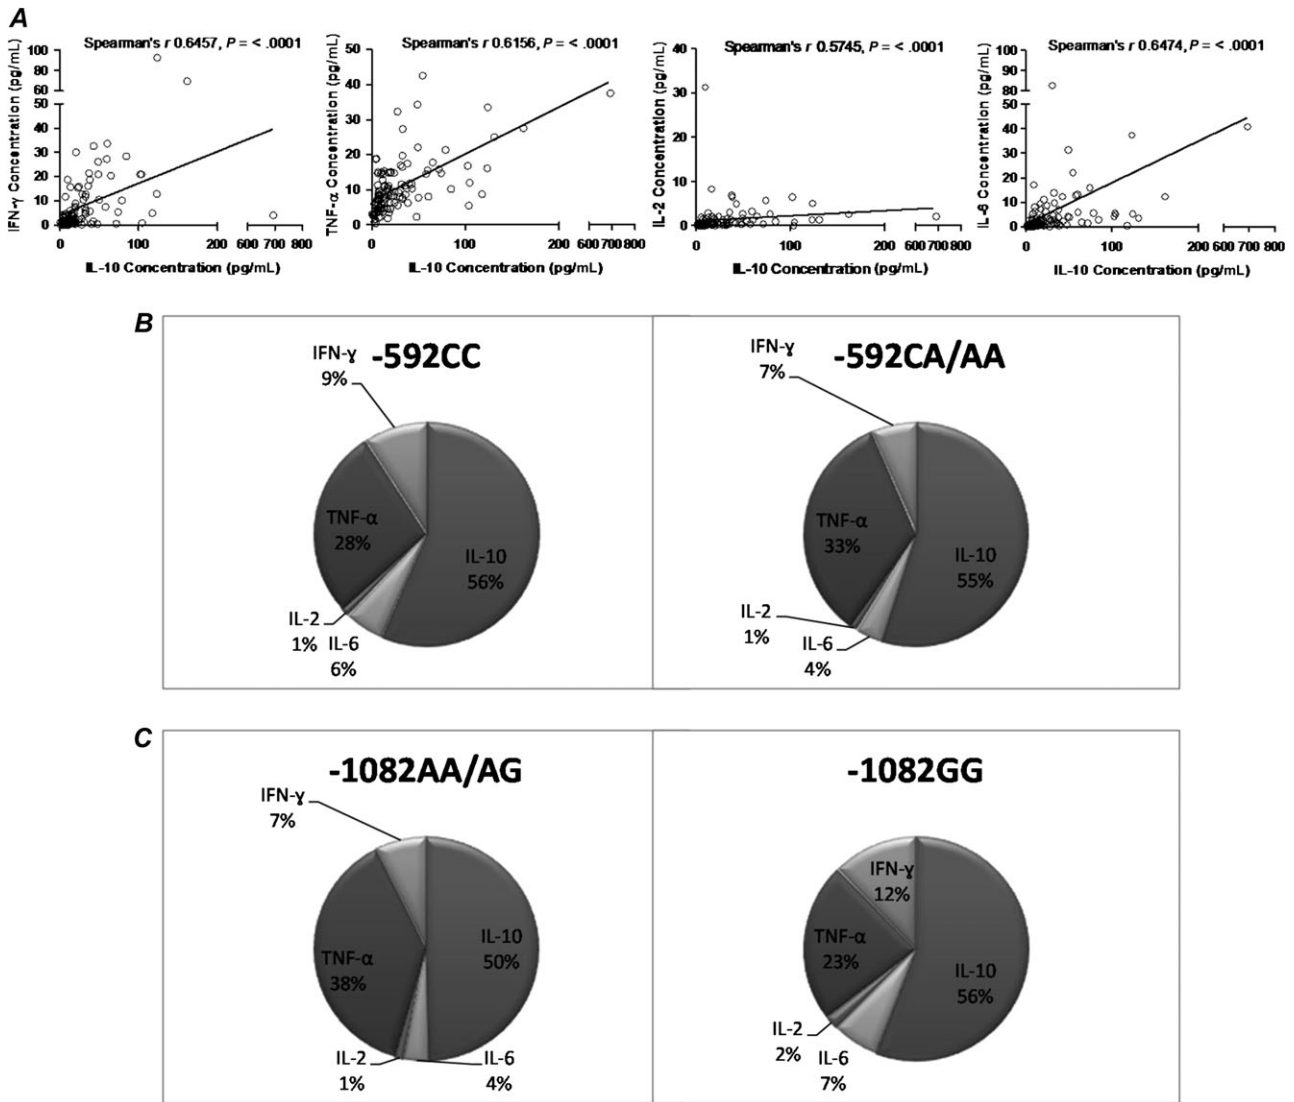 A
Spearman's r 0.6457, P = < .0001
IFN-γ Concentration (pg/mL)
100
80
60
50
40
30
20
10
0
0 100 200 600 700 800
IL-10 Concentration (pg/mL)
Spearman's r 0.6156, P = < .0001
TNF-α Concentration (pg/mL)
50
40
30
20
10
0
0 100 200 600 700 800
IL-10 Concentration (pg/mL)
Spearman's r 0.5745, P = < .0001
IL-2 Concentration (pg/mL)
40
30
20
10
0
0 100 200 600 700 800
IL-10 Concentration (pg/mL)
Spearman's r 0.6474, P = < .0001
IL-6 Concentration (pg/mL)
100
90
80
50
40
30
20
10
0
0 100 200 600 700 800
IL-10 Concentration (pg/mL)
B
-592CC
IFN-γ
9%
TNF-α
28%
IL-10
56%
IL-2
1%
IL-6
6%
-592CA/AA
IFN-γ
7%
TNF-α
33%
IL-10
55%
IL-2
1%
IL-6
4%
C
-1082AA/AG
IFN-γ
7%
IL-10
50%
TNF-α
38%
IL-2
1%
IL-6
4%
-1082GG
IFN-γ
12%
TNF-α
23%
IL-10
56%
IL-2
2%
IL-6
7%